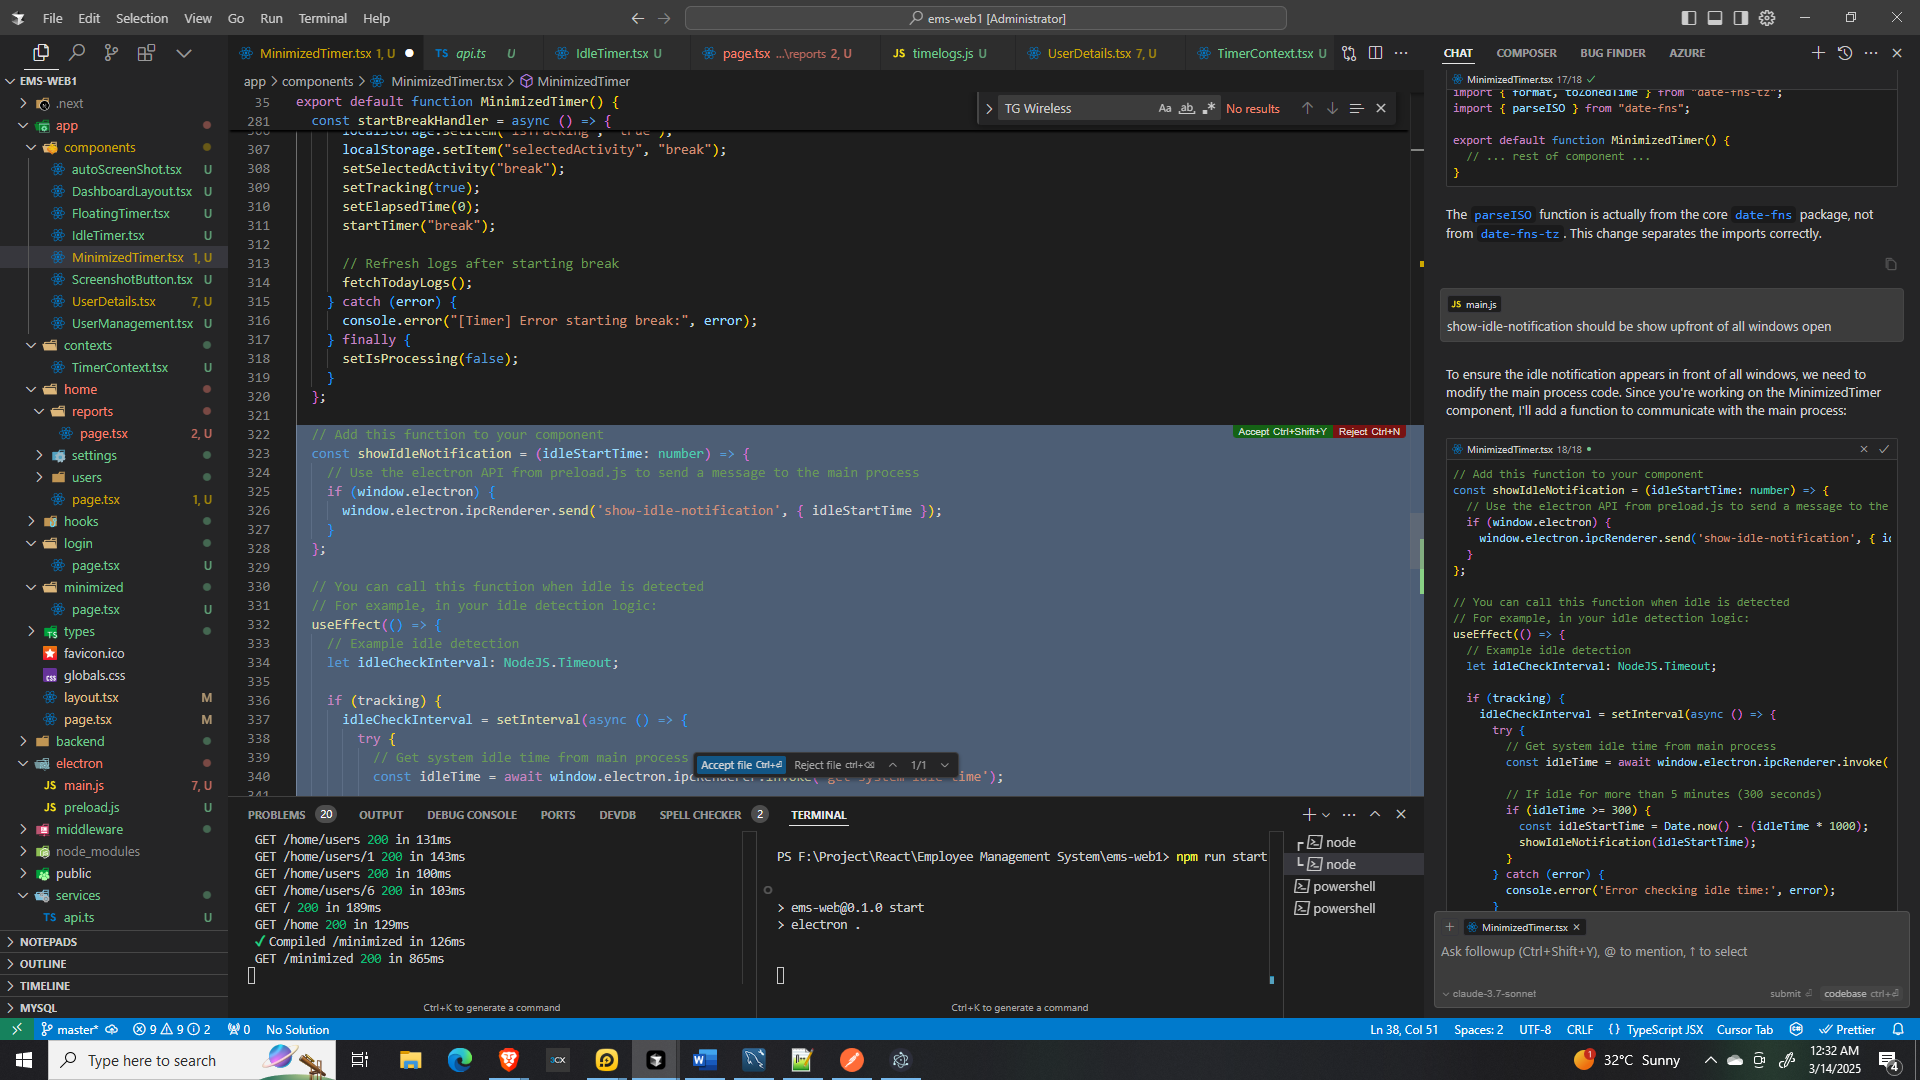 File Edit Selection View Go Run Terminal Help
ems-web1 [Administrator]
EMS-WEB1
.next
app
components
autoScreenShot.tsx U
DashboardLayout.tsx U
FloatingTimer.tsx U
IdleTimer.tsx U
MinimizedTimer.tsx 1, U
ScreenshotButton.tsx U
UserDetails.tsx 7, U
UserManagement.tsx U
contexts
TimerContext.tsx U
home
reports
page.tsx 2, U
settings
users
page.tsx 1, U
hooks
login
page.tsx U
minimized
page.tsx U
types
favicon.ico
globals.css
layout.tsx M
page.tsx M
backend
electron
main.js 7, U
preload.js U
middleware
node_modules
public
services
TS api.ts U
NOTEPADS
OUTLINE
TIMELINE
MYSQL
MinimizedTimer.tsx 1, U
TS api.ts U
IdleTimer.tsx U
page.tsx ...\reports 2, U
JS timelogs.js U
UserDetails.tsx 7, U
TimerContext.tsx U
app > components > MinimizedTimer.tsx > MinimizedTimer
TG Wireless Aa ab No results
35 export default function MinimizedTimer() {
281 const startBreakHandler = async () => {
306 localStorage.setItem("isTracking", "true");
307 localStorage.setItem("selectedActivity", "break");
308 setSelectedActivity("break");
309 setTracking(true);
310 setElapsedTime(0);
311 startTimer("break");
312
313 // Refresh logs after starting break
314 fetchTodayLogs();
315 } catch (error) {
316 console.error("[Timer] Error starting break:", error);
317 } finally {
318 setIsProcessing(false);
319 }
320 };
321
322 // Add this function to your component
Accept Ctrl+Shift+Y Reject Ctrl+N
323 const showIdleNotification = (idleStartTime: number) => {
324 // Use the electron API from preload.js to send a message to the main process
325 if (window.electron) {
326 window.electron.ipcRenderer.send('show-idle-notification', { idleStartTime });
327 }
328 };
329
330 // You can call this function when idle is detected
331 // For example, in your idle detection logic:
332 useEffect(() => {
333 // Example idle detection
334 let idleCheckInterval: NodeJS.Timeout;
335
336 if (tracking) {
337 idleCheckInterval = setInterval(async () => {
338 try {
339 // Get system idle time from main process
340 const idleTime = await window.electron.ipcRenderer.invoke('get-system-idle-time');
341
Accept file Ctrl+⏎ Reject file ctrl+⌫ 1/1
PROBLEMS 20 OUTPUT DEBUG CONSOLE PORTS DEVDB SPELL CHECKER 2 TERMINAL
GET /home/users 200 in 131ms
GET /home/users/1 200 in 143ms
GET /home/users 200 in 100ms
GET /home/users/6 200 in 103ms
GET / 200 in 189ms
GET /home 200 in 129ms
✓ Compiled /minimized in 126ms
GET /minimized 200 in 865ms
Ctrl+K to generate a command
PS F:\Project\React\Employee Management System\ems-web1> npm run start
> ems-web@0.1.0 start
> electron .
Ctrl+K to generate a command
node
node
powershell
powershell
CHAT COMPOSER BUG FINDER AZURE
MinimizedTimer.tsx 17/18 ✓
import { format, toZonedTime } from "date-fns-tz";
import { parseISO } from "date-fns";
export default function MinimizedTimer() {
// ... rest of component ...
}
The parseISO function is actually from the core date-fns package, not
from date-fns-tz. This change separates the imports correctly.
JS main.js
show-idle-notification should be show upfront of all windows open
To ensure the idle notification appears in front of all windows, we need to
modify the main process code. Since you're working on the MinimizedTimer
component, I'll add a function to communicate with the main process:
MinimizedTimer.tsx 18/18 •
// Add this function to your component
const showIdleNotification = (idleStartTime: number) => {
// Use the electron API from preload.js to send a message to the
if (window.electron) {
window.electron.ipcRenderer.send('show-idle-notification', { id
}
};
// You can call this function when idle is detected
// For example, in your idle detection logic:
useEffect(() => {
// Example idle detection
let idleCheckInterval: NodeJS.Timeout;
if (tracking) {
idleCheckInterval = setInterval(async () => {
try {
// Get system idle time from main process
const idleTime = await window.electron.ipcRenderer.invoke(
// If idle for more than 5 minutes (300 seconds)
if (idleTime >= 300) {
const idleStartTime = Date.now() - (idleTime * 1000);
showIdleNotification(idleStartTime);
}
} catch (error) {
console.error('Error checking idle time:', error);
}
+ MinimizedTimer.tsx ×
Ask followup (Ctrl+Shift+Y), @ to mention, ↑ to select
claude-3.7-sonnet submit ⏎ codebase ctrl+⏎
master* 9 9 2 0 No Solution
Ln 38, Col 51 Spaces: 2 UTF-8 CRLF {} TypeScript JSX Cursor Tab Prettier
Type here to search
32°C Sunny
12:32 AM
3/14/2025
4